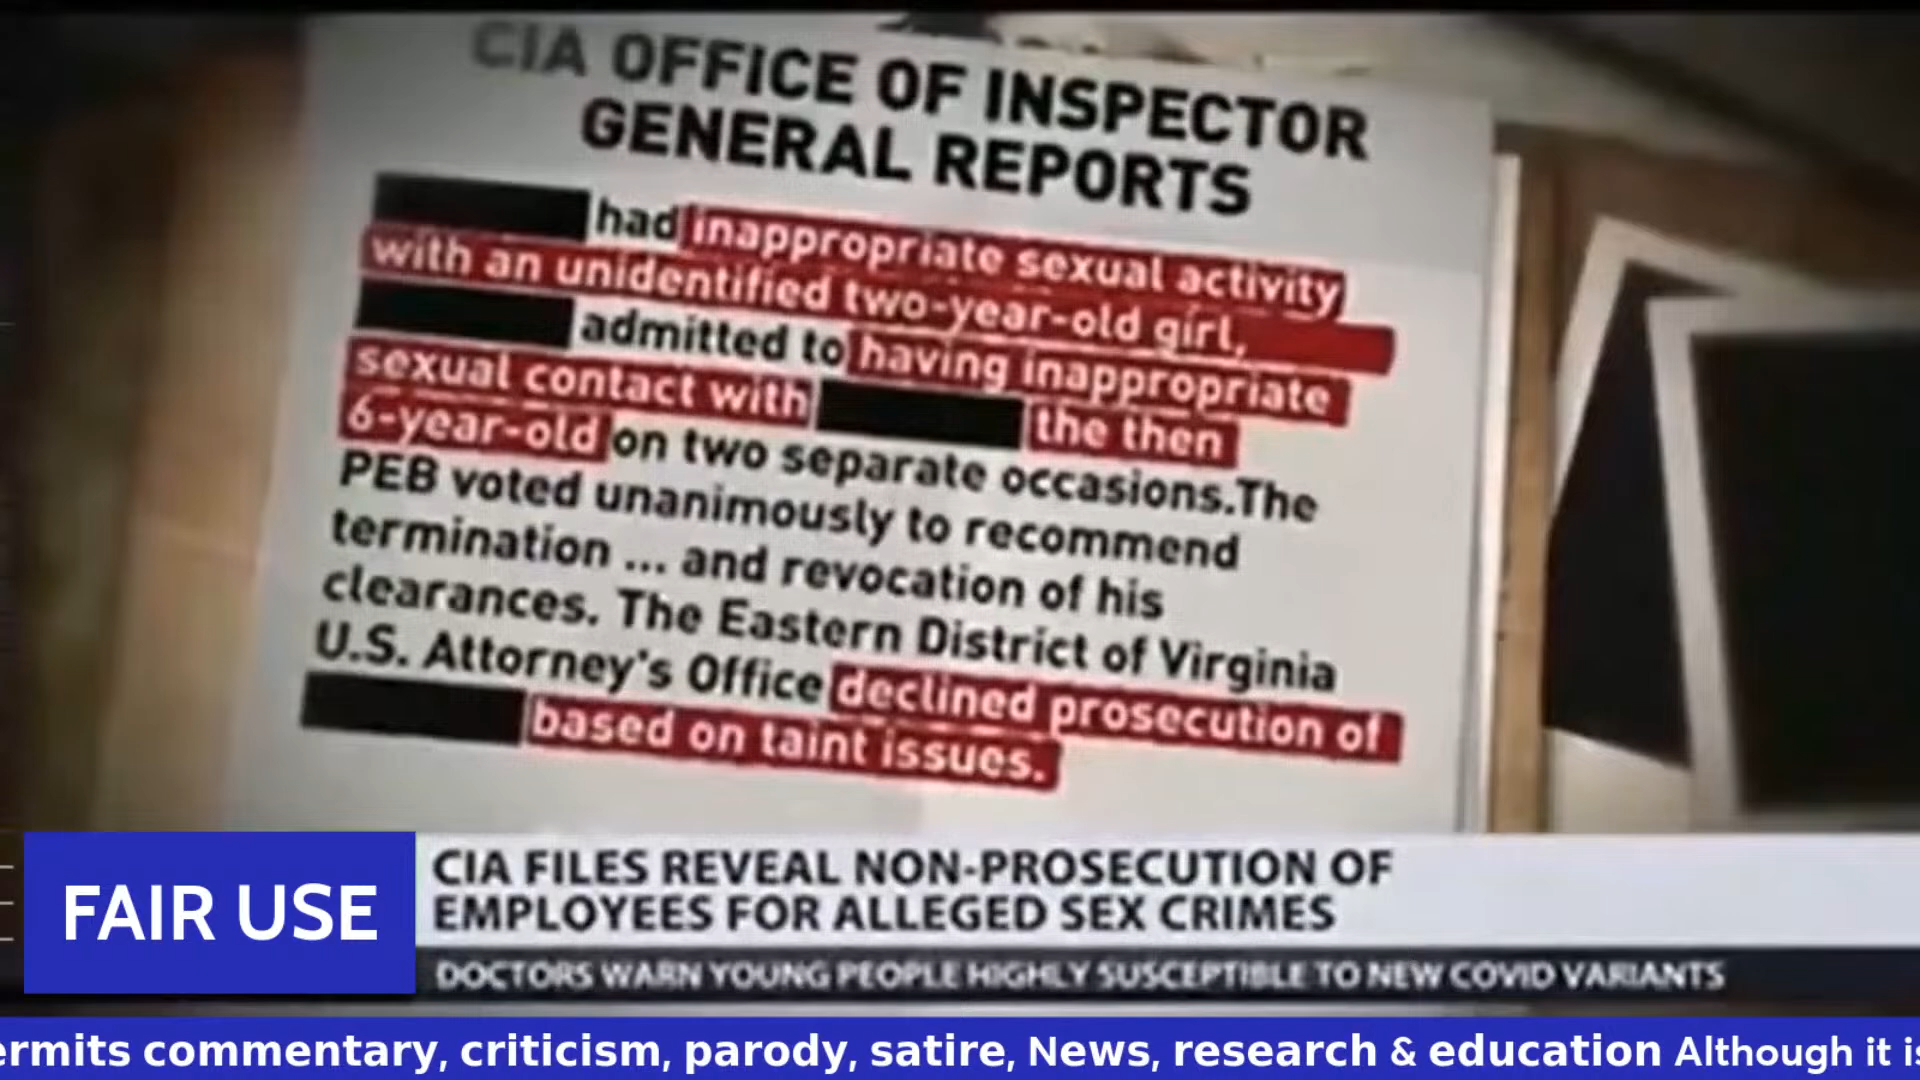 CIA OFFICE OF INSPECTOR
GENERAL REPORTS
had inappropriate sexual activity
with an unidentified two-year-old girl,
admitted to having inappropriate
sexual contact with the then
6-year-old on two separate occasions.The
PEB voted unanimously to recommend
termination ... and revocation of his
clearances. The Eastern District of Virginia
U.S. Attorney's Office declined prosecution of
based on taint issues.
FAIR USE
CIA FILES REVEAL NON-PROSECUTION OF
EMPLOYEES FOR ALLEGED SEX CRIMES
DOCTORS WARN YOUNG PEOPLE HIGHLY SUSCEPTIBLE TO NEW COVID VARIANTS
ermits commentary, criticism, parody, satire, News, research & education Although it is